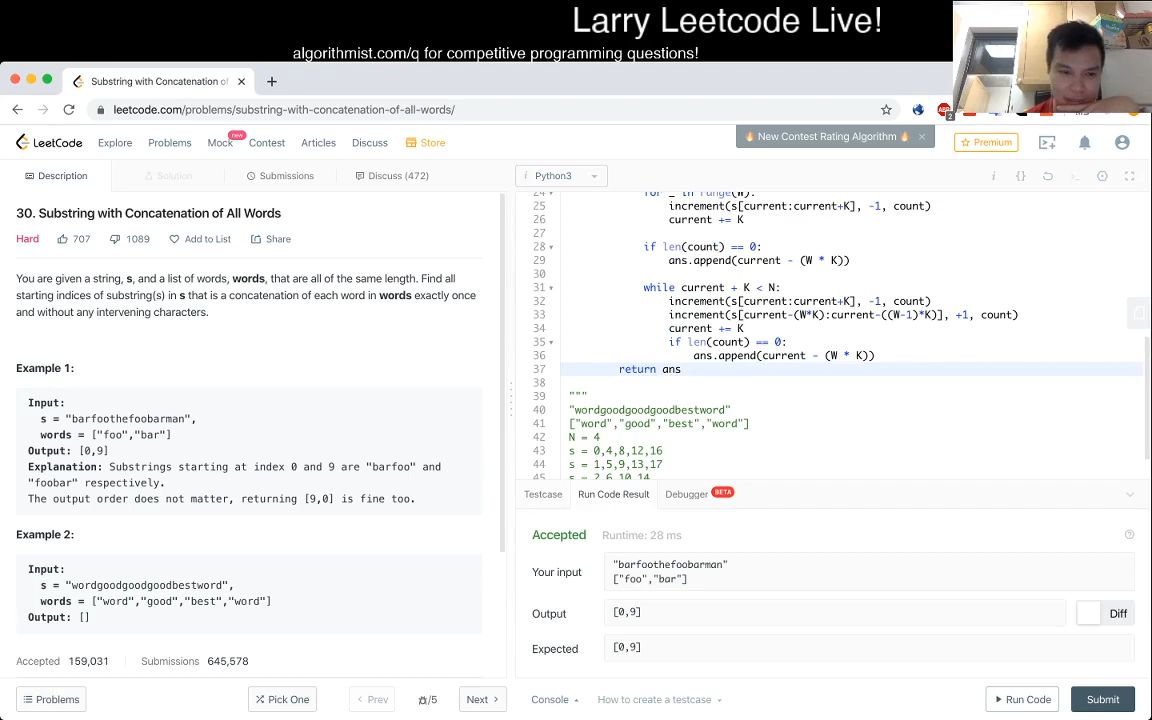 Larry Leetcode Live!
algorithmist.com/q for competitive programming questions!
Substring with Concatenation of
leetcode.com/problems/substring-with-concatenation-of-all-words/
LeetCode Explore Problems Mock New Contest Articles Discuss Store
New Contest Rating Algorithm
Premium
Description Solution Submissions Discuss (472)
i Python3
30. Substring with Concatenation of All Words
Hard 707 1089 Add to List Share
You are given a string, s, and a list of words, words, that are all of the same length. Find all
starting indices of substring(s) in s that is a concatenation of each word in words exactly once
and without any intervening characters.
Example 1:
Input:
s = "barfoothefoobarman",
words = ["foo","bar"]
Output: [0,9]
Explanation: Substrings starting at index 0 and 9 are "barfoo" and
"foobar" respectively.
The output order does not matter, returning [9,0] is fine too.
Example 2:
Input:
s = "wordgoodgoodgoodbestword",
words = ["word","good","best","word"]
Output: []
Accepted 159,031 Submissions 645,578
Problems Pick One Prev /5 Next
24 for _ in range(W):
25 increment(s[current:current+K], -1, count)
26 current += K
27
28 if len(count) == 0:
29 ans.append(current - (W * K))
30
31 while current + K < N:
32 increment(s[current:current+K], -1, count)
33 increment(s[current-(W*K):current-((W-1)*K)], +1, count)
34 current += K
35 if len(count) == 0:
36 ans.append(current - (W * K))
37 return ans
38
39 """
40 "wordgoodgoodgoodbestword"
41 ["word","good","best","word"]
42 N = 4
43 s = 0,4,8,12,16
44 s = 1,5,9,13,17
45 s = 2,6,10,14
Testcase Run Code Result Debugger BETA
Accepted Runtime: 28 ms
Your input
"barfoothefoobarman"
["foo","bar"]
Output [0,9] Diff
Expected [0,9]
Console How to create a testcase Run Code Submit